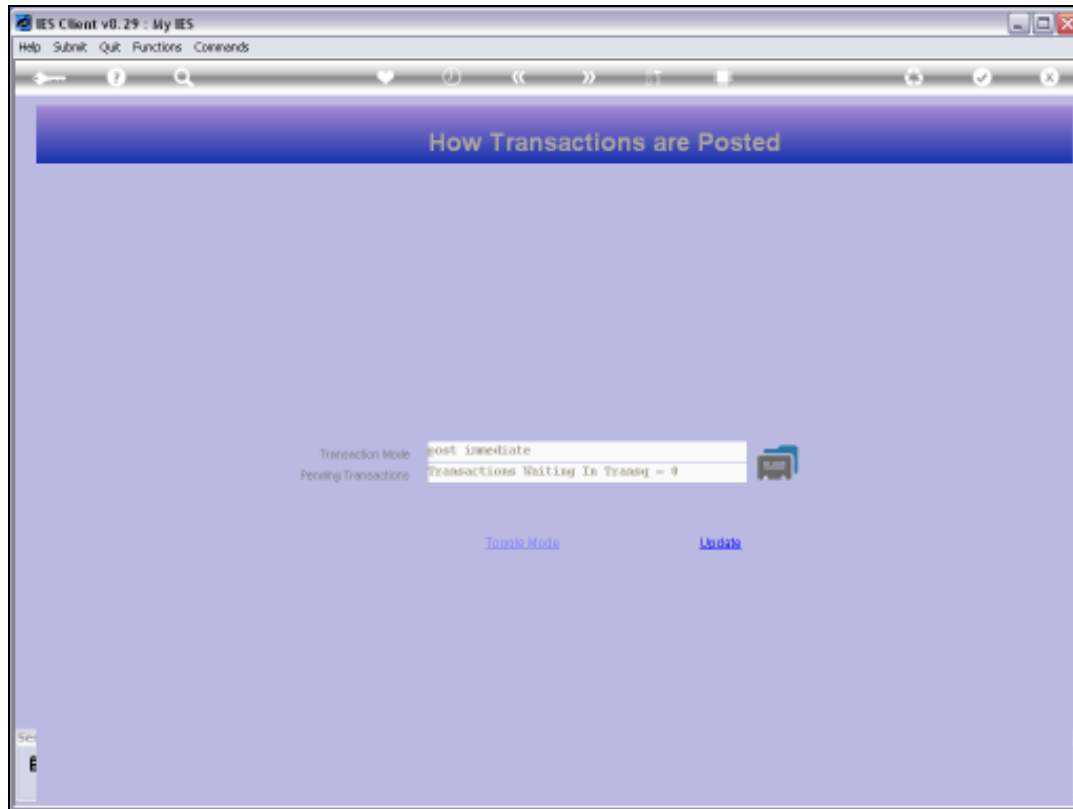 IES Client v8.29 : My IES
Help Submit Quit Functions Commands
How Transactions are Posted
Transaction Mode post immediate
Pending Transactions Transactions Waiting In Transq = 0
Toggle Mode Update